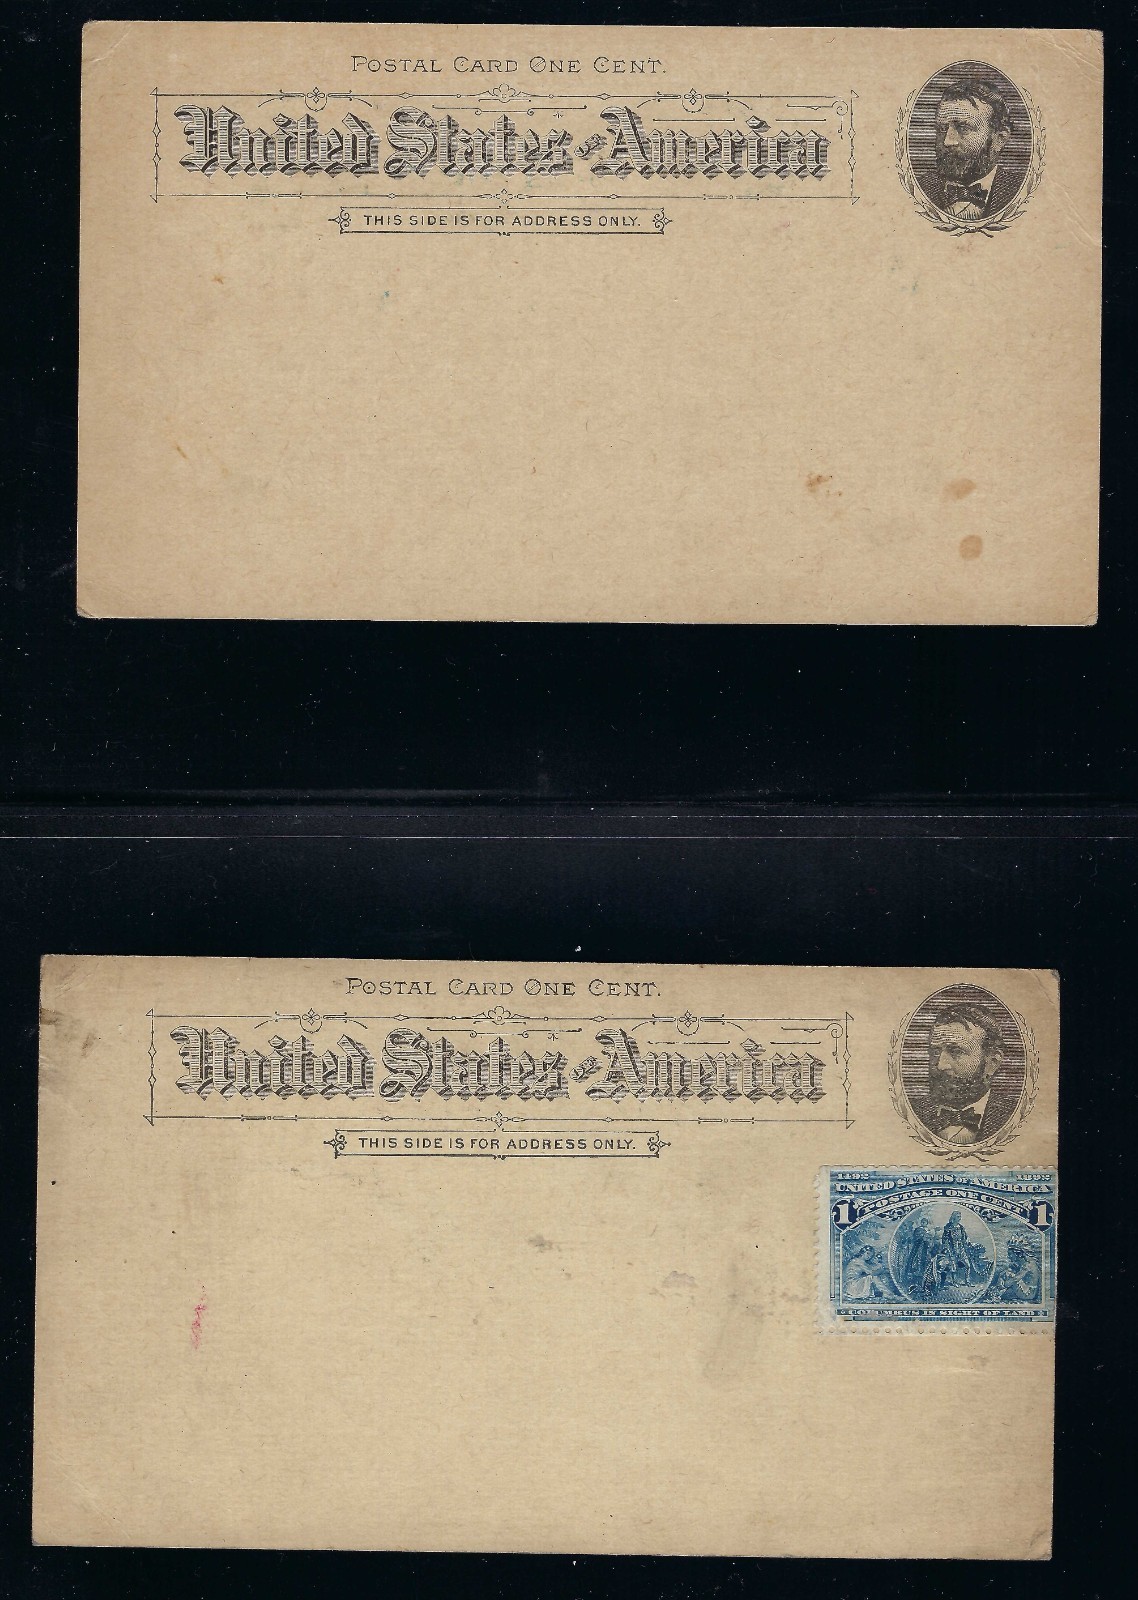 POSTAL CARD ONE CENT.
United States of America
THIS SIDE IS FOR ADDRESS ONLY.
POSTAL CARD ONE CENT.
United States of America
THIS SIDE IS FOR ADDRESS ONLY.
1492 1892
UNITED STATES OF AMERICA
POSTAGE ONE CENT
1 1
COLUMBUS IN SIGHT OF LAND